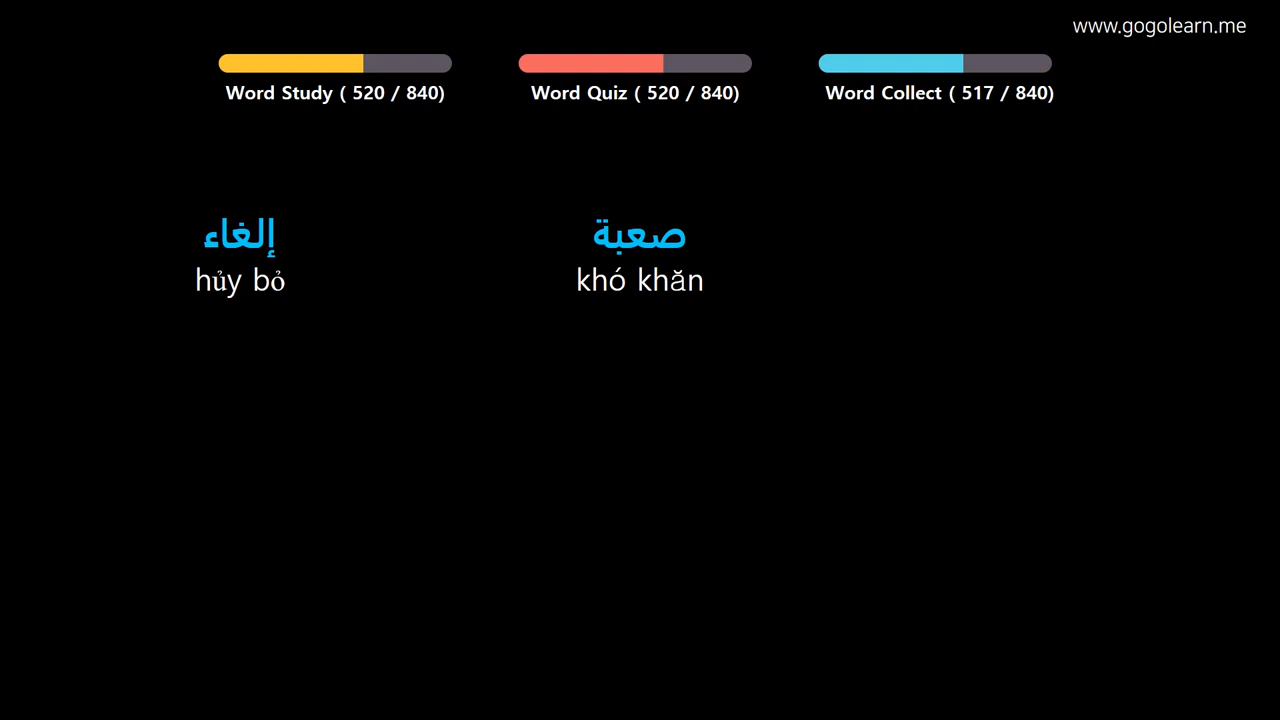 www.gogolearn.me
Word Study ( 520 / 840)
Word Quiz ( 520 / 840)
Word Collect ( 517 / 840)
إلغاء
hủy bỏ
صعبة
khó khăn